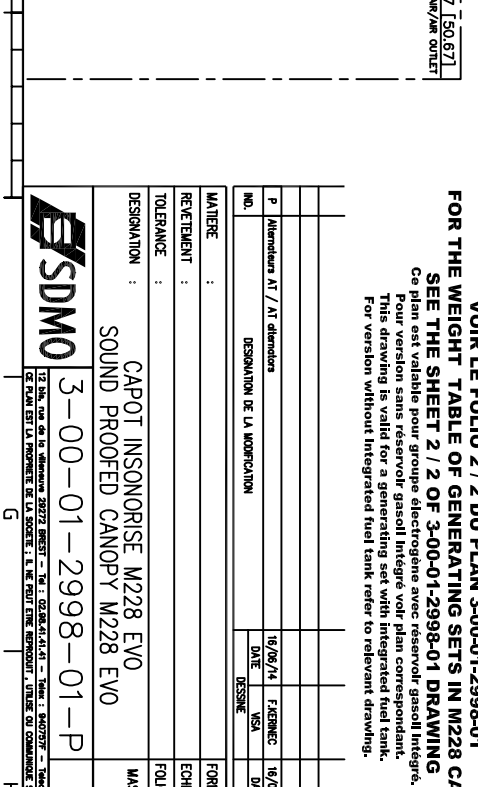 7 [50.67]
AIR/AIR OUTLET
VOIR LE FOLIO 2 / 2 DU PLAN 3-00-01-2998-01
FOR THE WEIGHT TABLE OF GENERATING SETS IN M228 CA
SEE THE SHEET 2 / 2 OF 3-00-01-2998-01 DRAWING
Ce plan est valable pour groupe électrogène avec réservoir gasoil intégré.
Pour version sans réservoir gasoil intégré voir plan correspondant.
This drawing is valid for a generating set with integrated fuel tank.
For version without integrated fuel tank refer to relevant drawing.
P Alternateurs AT / AT alternators 16/06/14 F.KERNEC 16/0
IND. DESIGNATION DE LA MODIFICATION DATE VISA DA
DESSINE
MATIERE : FOR
REVETEMENT : ECH
TOLERANCE : FOLI
DESIGNATION : CAPOT INSONORISE M228 EVO MAS
SOUND PROOFED CANOPY M228 EVO
SDMO 3-00-01-2998-01-P
12 bis, rue de la villeneuve 29272 BREST - Tel : 02.98.41.41.41 - Telex : 940757F - Telec
CE PLAN EST LA PROPRIETE DE LA SOCIETE ; IL NE PEUT ETRE REPRODUIT , UTILISE OU COMMUNIQUE
G